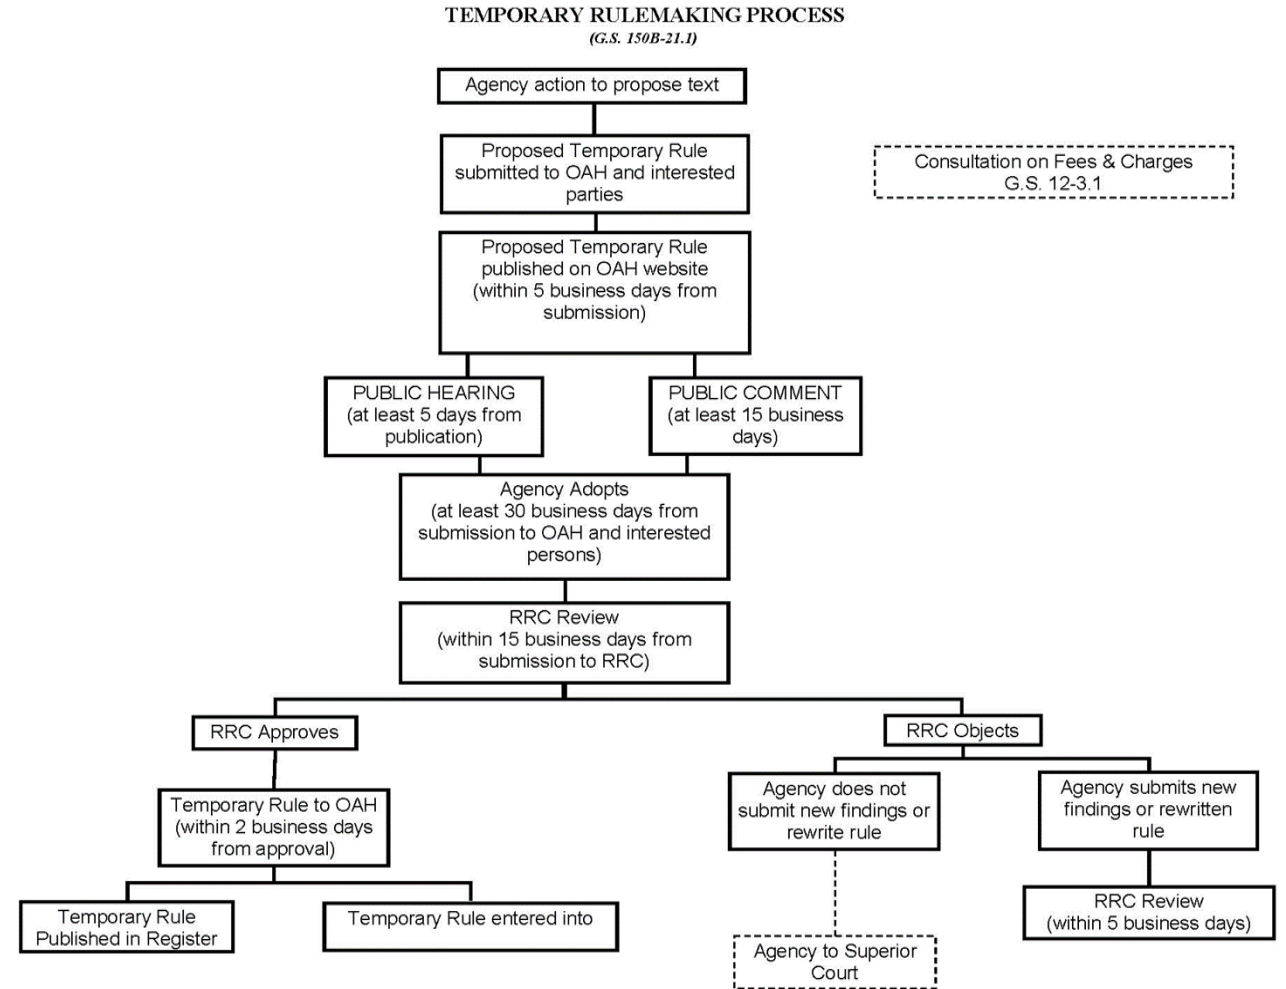 TEMPORARY RULEMAKING PROCESS
(G.S. 150B-21.1)
Agency action to propose text
Proposed Temporary Rule
submitted to OAH and interested
parties
Consultation on Fees & Charges
G.S. 12-3.1
Proposed Temporary Rule
published on OAH website
(within 5 business days from
submission)
PUBLIC HEARING
(at least 5 days from
publication)
PUBLIC COMMENT
(at least 15 business
days)
Agency Adopts
(at least 30 business days from
submission to OAH and interested
persons)
RRC Review
(within 15 business days from
submission to RRC)
RRC Approves
RRC Objects
Temporary Rule to OAH
(within 2 business days
from approval)
Agency does not
submit new findings or
rewrite rule
Agency submits new
findings or rewritten
rule
Temporary Rule
Published in Register
Temporary Rule entered into
Agency to Superior
Court
RRC Review
(within 5 business days)